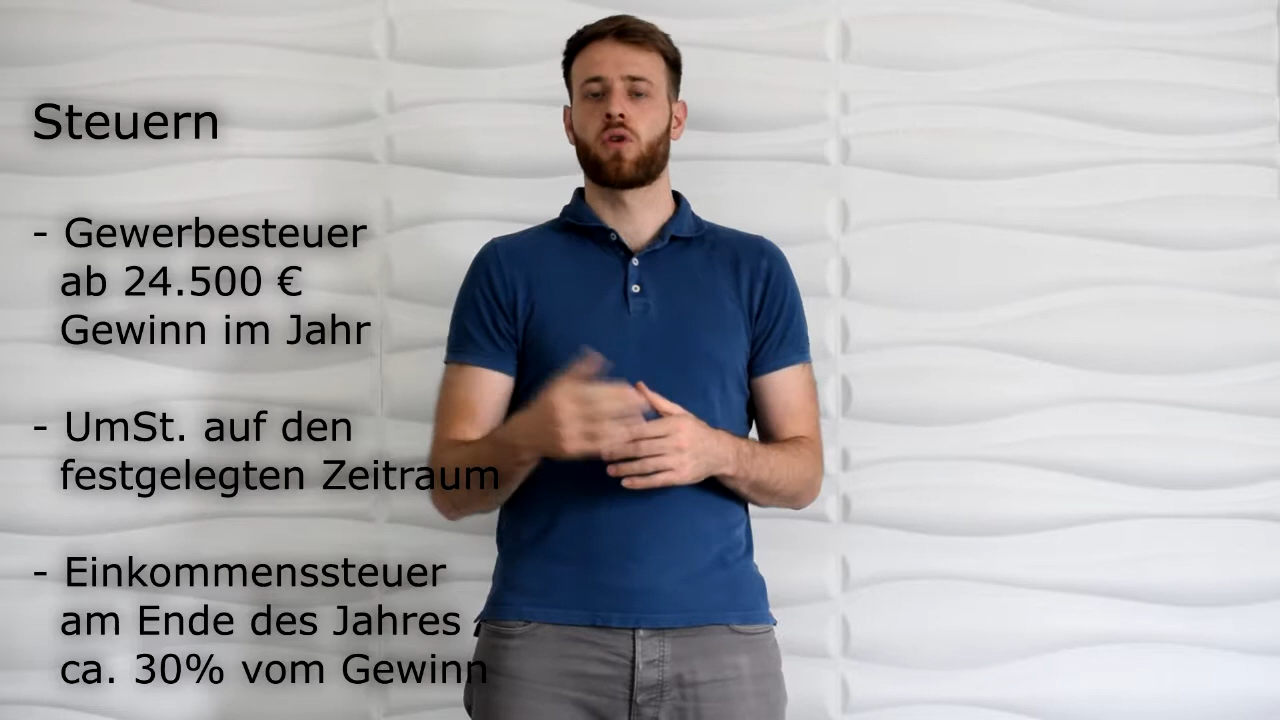 Steuern
- Gewerbesteuer
ab 24.500 €
Gewinn im Jahr
- UmSt. auf den
festgelegten Zeitraum
- Einkommenssteuer
am Ende des Jahres
ca. 30% vom Gewinn